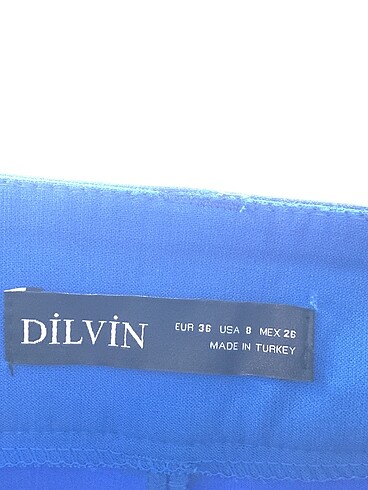 DİLVİN
EUR 36 USA 8 MEX 26
MADE IN TURKEY